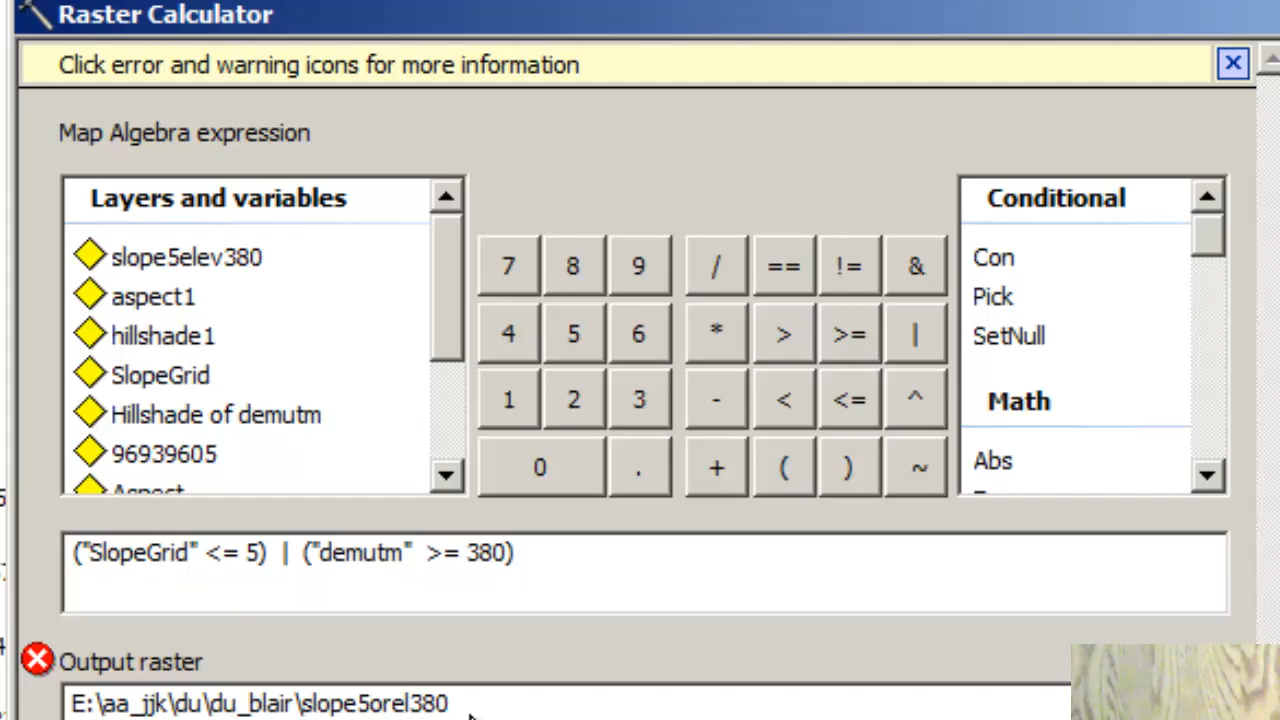 Raster Calculator
Click error and warning icons for more information
Map Algebra expression
Layers and variables
slope5elev380
aspect1
hillshade1
SlopeGrid
Hillshade of demutm
96939605
Aspect
7 8 9 / == != &
4 5 6 * > >= |
1 2 3 - < <= ^
0 . + ( ) ~
Conditional
Con
Pick
SetNull
Math
Abs
("SlopeGrid" <= 5) | ("demutm" >= 380)
Output raster
E:\aa_jjk\du\du_blair\slope5orel380